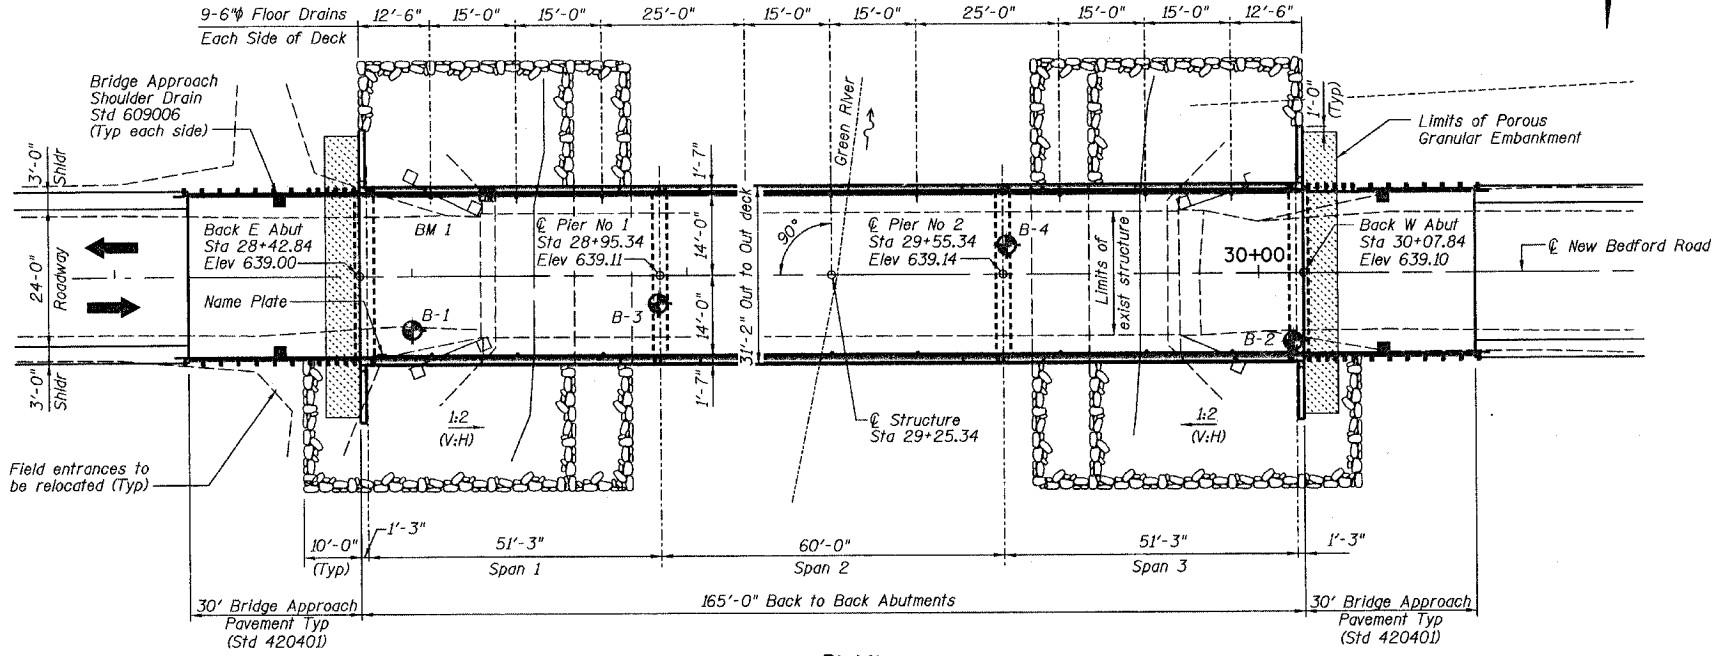 9-6"ϕ Floor Drains
Each Side of Deck
12'-6" 15'-0" 15'-0" 25'-0" 15'-0" 15'-0" 25'-0" 15'-0" 15'-0" 12'-6"
Bridge Approach
Shoulder Drain
Std 609006
(Typ each side)
Green River
1'-0"
(Typ)
Limits of Porous
Granular Embankment
3'-0"
Shldr
24'-0"
Roadway
3'-0"
Shldr
Back E Abut
Sta 28+42.84
Elev 639.00
BM 1
℄ Pier No 1
Sta 28+95.34
Elev 639.11
1'-7"
14'-0"
14'-0"
1'-7"
31'-2" Out to Out deck
90°
℄ Pier No 2
Sta 29+55.34
Elev 639.14
B-4
Limits of
exist structure
30+00
Back W Abut
Sta 30+07.84
Elev 639.10
℄ New Bedford Road
Name Plate
B-1
B-3
B-2
1:2
(V:H)
℄ Structure
Sta 29+25.34
1:2
(V:H)
Field entrances to
be relocated (Typ)
1'-3"
10'-0"
(Typ)
51'-3"
Span 1
60'-0"
Span 2
51'-3"
Span 3
1'-3"
30' Bridge Approach
Pavement Typ
(Std 420401)
165'-0" Back to Back Abutments
30' Bridge Approach
Pavement Typ
(Std 420401)